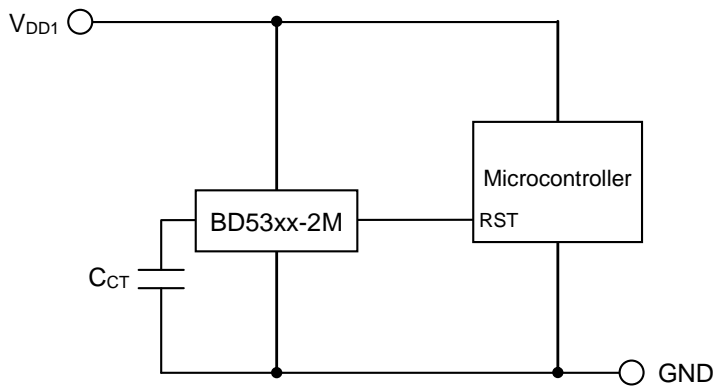 VDD1
BD53xx-2M
Microcontroller
RST
CCT
GND